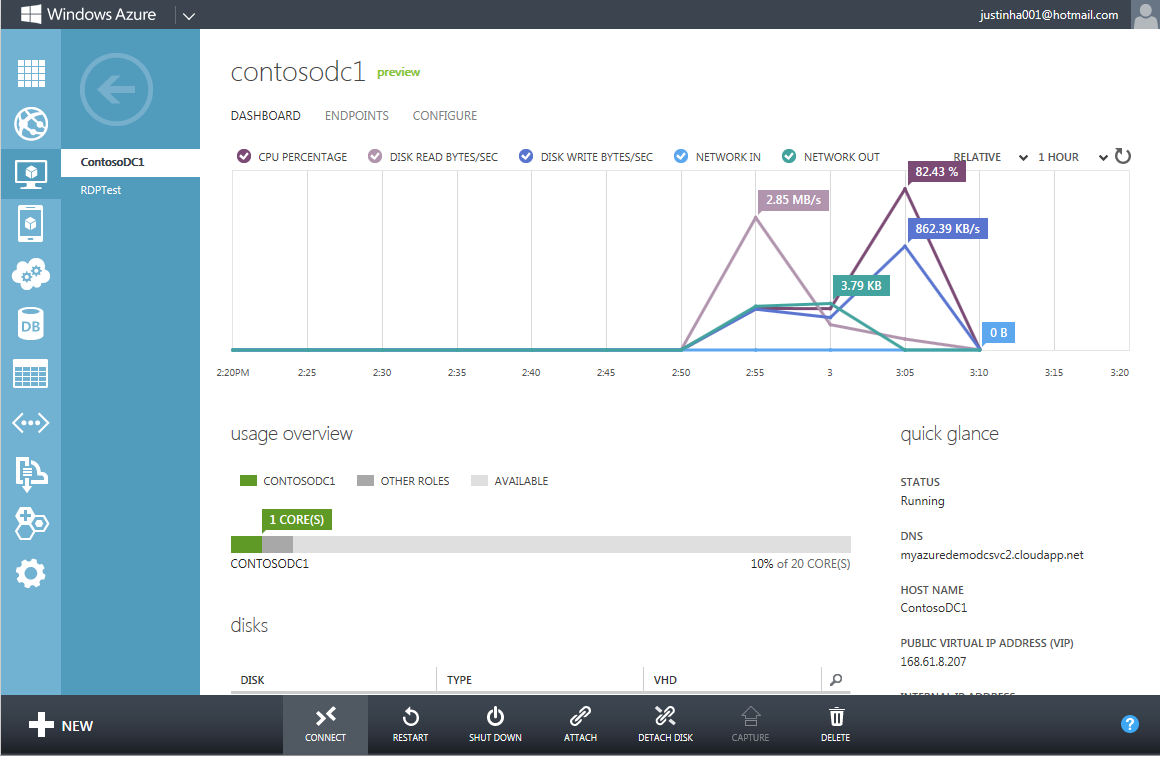 Windows Azure
justinha001@hotmail.com
contosodc1 preview
DASHBOARD ENDPOINTS CONFIGURE
ContosoDC1
RDPTest
CPU PERCENTAGE DISK READ BYTES/SEC DISK WRITE BYTES/SEC NETWORK IN NETWORK OUT RELATIVE 1 HOUR
82.43 %
2.85 MB/s
862.39 KB/s
3.79 KB
0 B
2:20PM 2:25 2:30 2:35 2:40 2:45 2:50 2:55 3 3:05 3:10 3:15 3:20
DB
usage overview
CONTOSODC1 OTHER ROLES AVAILABLE
1 CORE(S)
CONTOSODC1 10% of 20 CORE(S)
disks
DISK TYPE VHD
quick glance
STATUS
Running
DNS
myazuredemodcsvc2.cloudapp.net
HOST NAME
ContosoDC1
PUBLIC VIRTUAL IP ADDRESS (VIP)
168.61.8.207
INTERNAL IP ADDRESS
NEW
CONNECT RESTART SHUT DOWN ATTACH DETACH DISK CAPTURE DELETE
?